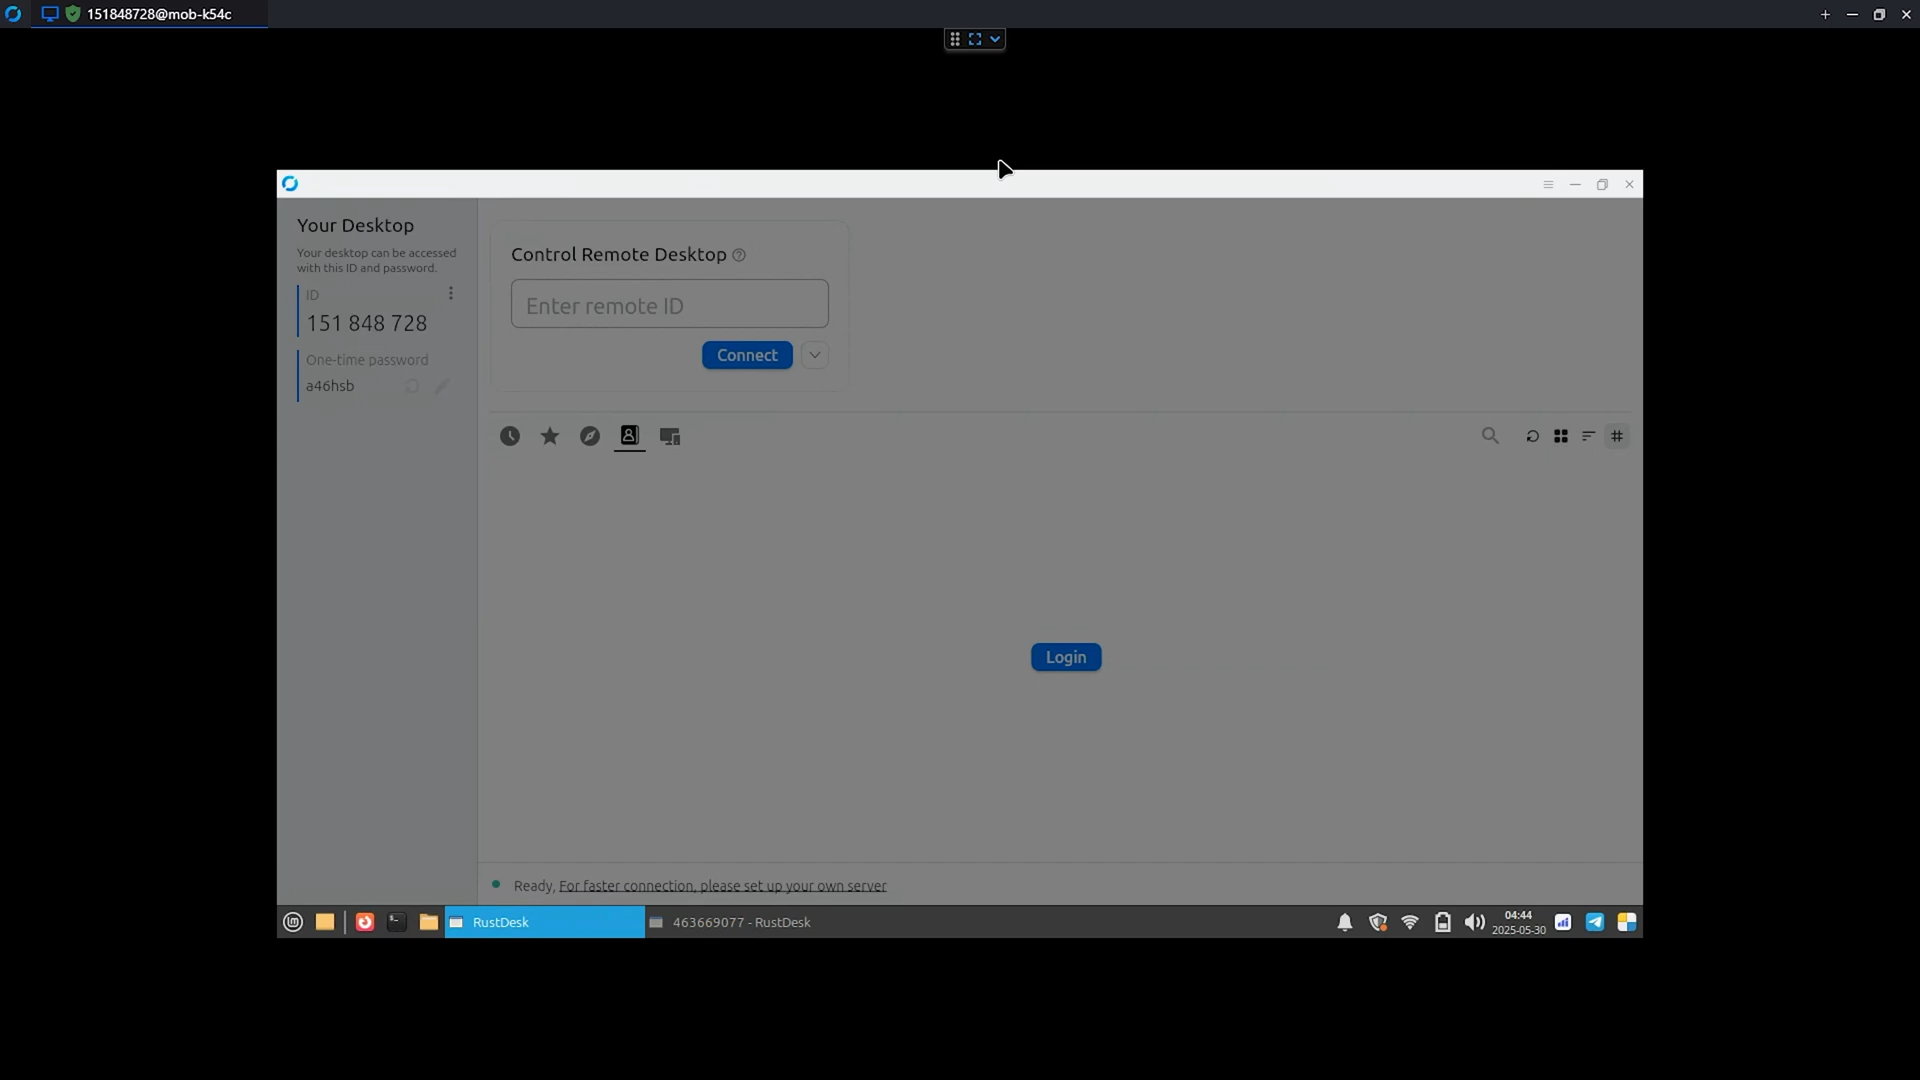 151848728@mob-k54c
Your Desktop
Your desktop can be accessed
with this ID and password.
ID
151 848 728
One-time password
a46hsb
Control Remote Desktop
Enter remote ID
Connect
Login
Ready, For faster connection, please set up your own server
RustDesk
463669077 - RustDesk
04:44
2025-05-30